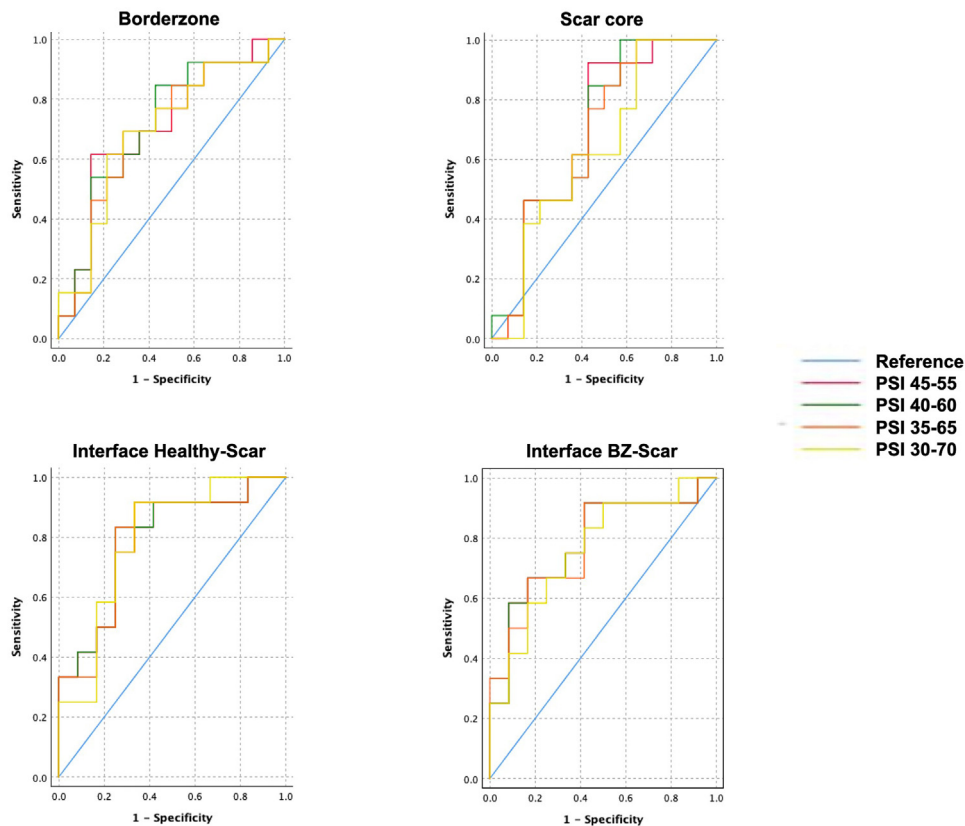 Borderzone
1.0
0.8
0.6
0.4
0.2
0.0
Sensitivity
0.0 0.2 0.4 0.6 0.8 1.0
1 – Specificity
Scar core
1.0
0.8
0.6
0.4
0.2
0.0
Sensitivity
0.0 0.2 0.4 0.6 0.8 1.0
1 – Specificity
Reference
PSI 45-55
PSI 40-60
PSI 35-65
PSI 30-70
Interface Healthy-Scar
1.0
0.8
0.6
0.4
0.2
0.0
Sensitivity
0.0 0.2 0.4 0.6 0.8 1.0
1 – Specificity
Interface BZ-Scar
1.0
0.8
0.6
0.4
0.2
0.0
Sensitivity
0.0 0.2 0.4 0.6 0.8 1.0
1 – Specificity